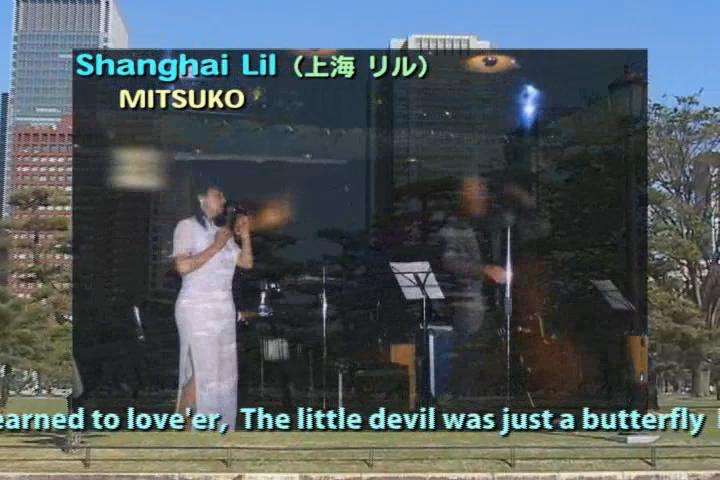 Shanghai Lil（上海 リル）
MITSUKO
earned to love'er, The little devil was just a butterfly